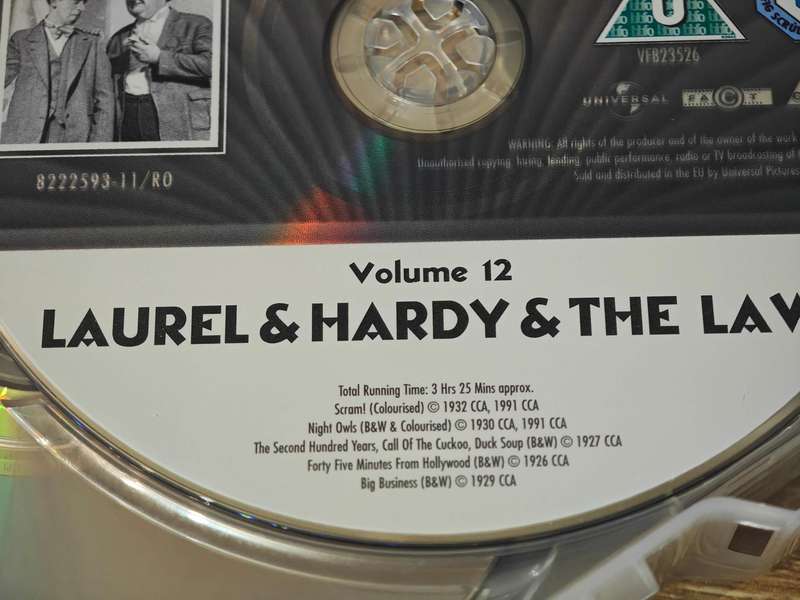 U
VFB23526
UNIVERSAL
FACT
WARNING: All rights of the producer and of the owner of the work
Unauthorised copying, hiring, lending, public performance, radio or TV broadcasting of
Sold and distributed in the EU by Universal Pictures
8222593-11/R0
Volume 12
LAUREL & HARDY & THE LAW
Total Running Time: 3 Hrs 25 Mins approx.
Scram! (Colourised) © 1932 CCA, 1991 CCA
Night Owls (B&W & Colourised) © 1930 CCA, 1991 CCA
The Second Hundred Years, Call Of The Cuckoo, Duck Soup (B&W) © 1927 CCA
Forty Five Minutes From Hollywood (B&W) © 1926 CCA
Big Business (B&W) © 1929 CCA